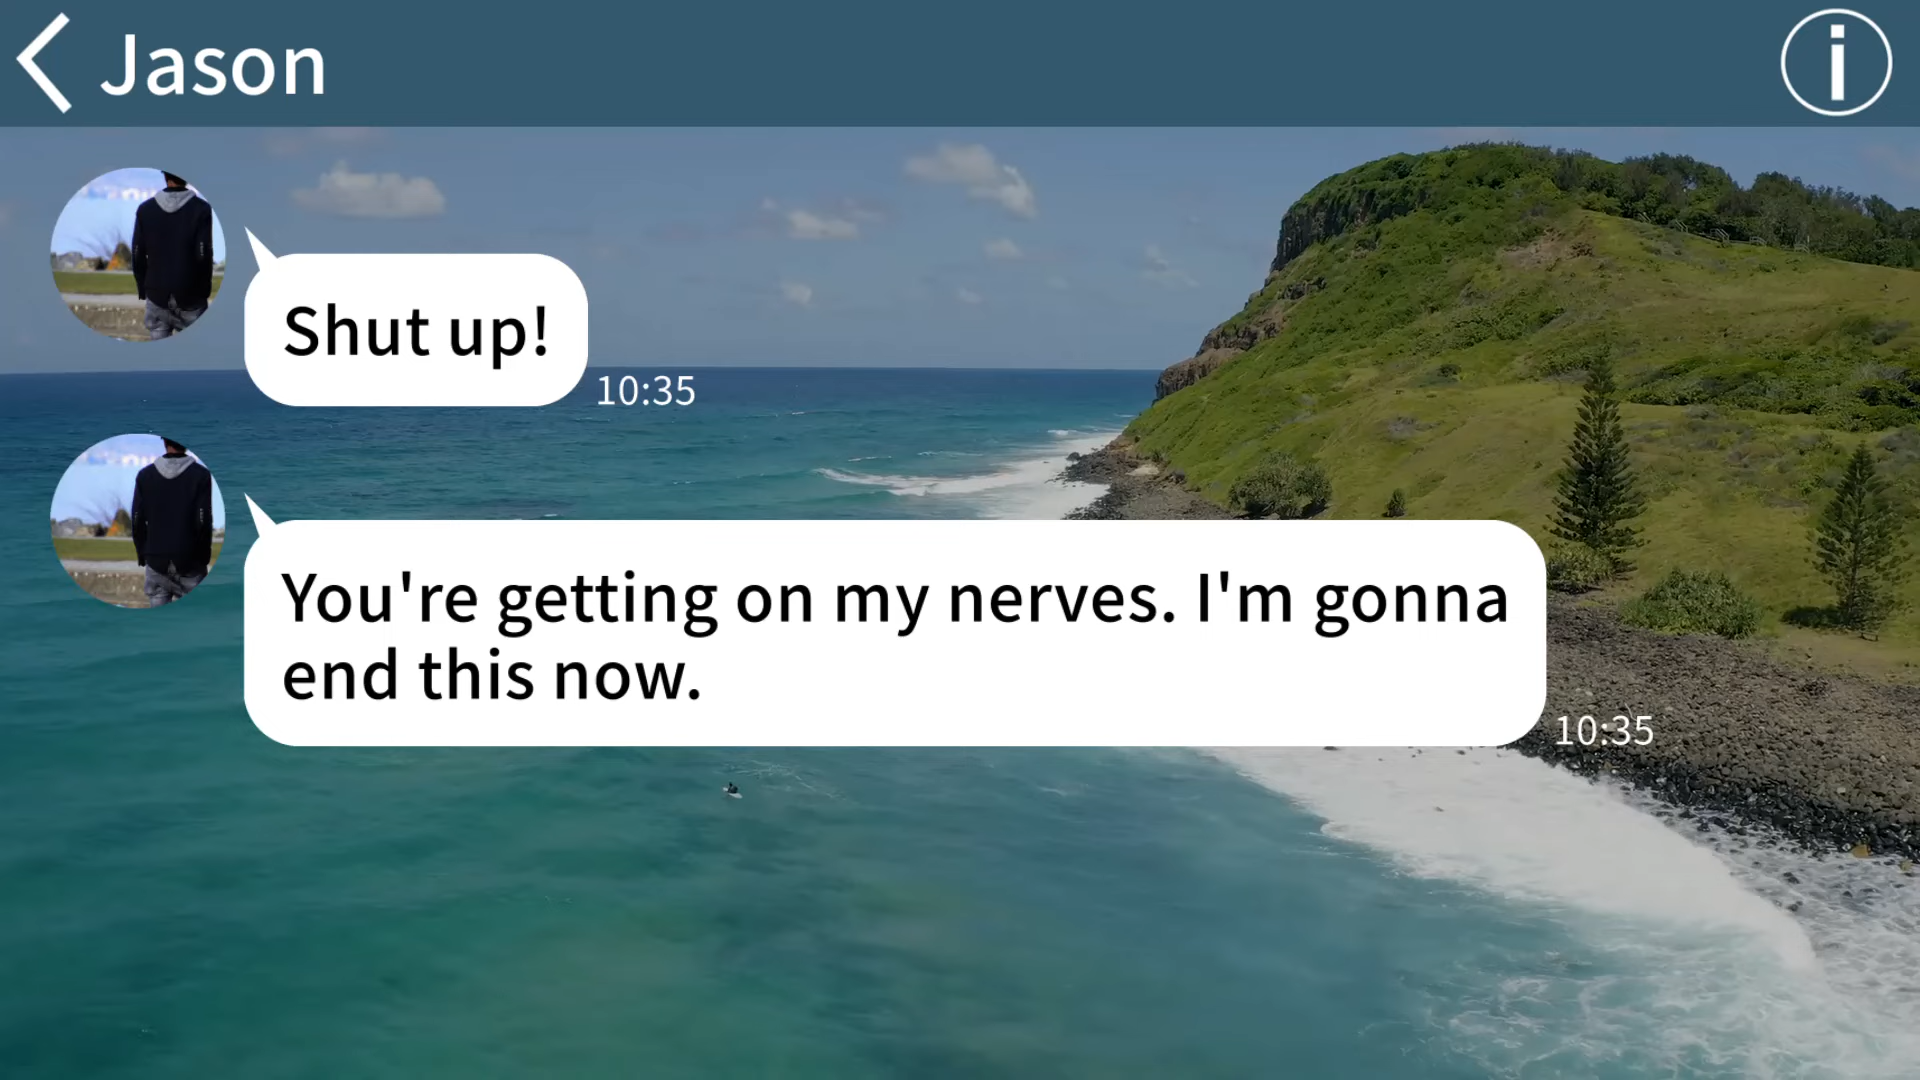 Jason
Shut up!
10:35
You're getting on my nerves. I'm gonna
end this now.
10:35